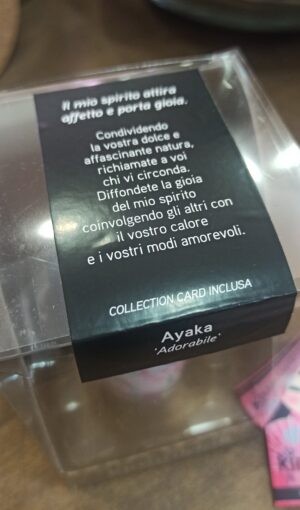 Il mio spirito attira
affetto e porta gioia.
Condividendo
la vostra dolce e
affascinante natura,
richiamate a voi
chi vi circonda.
Diffondete la gioia
del mio spirito
coinvolgendo gli altri con
il vostro calore
e i vostri modi amorevoli.
COLLECTION CARD INCLUSA
Ayaka
'Adorabile'